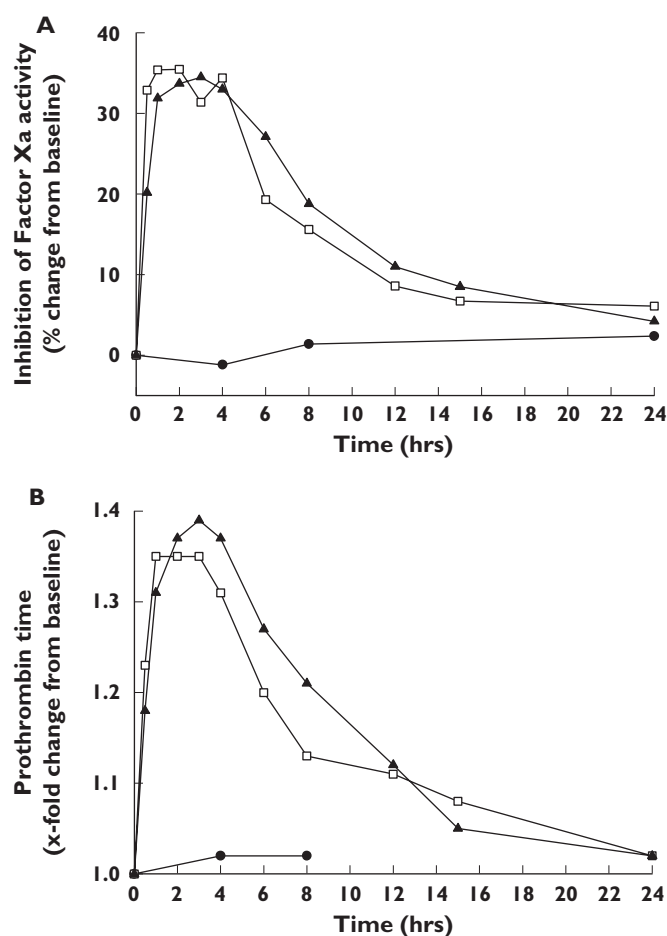 A
Inhibition of Factor Xa activity
(% change from baseline)
40
30
20
10
0
0 2 4 6 8 10 12 14 16 18 20 22 24
Time (hrs)
B
Prothrombin time
(x-fold change from baseline)
1.4
1.3
1.2
1.1
1.0
0 2 4 6 8 10 12 14 16 18 20 22 24
Time (hrs)